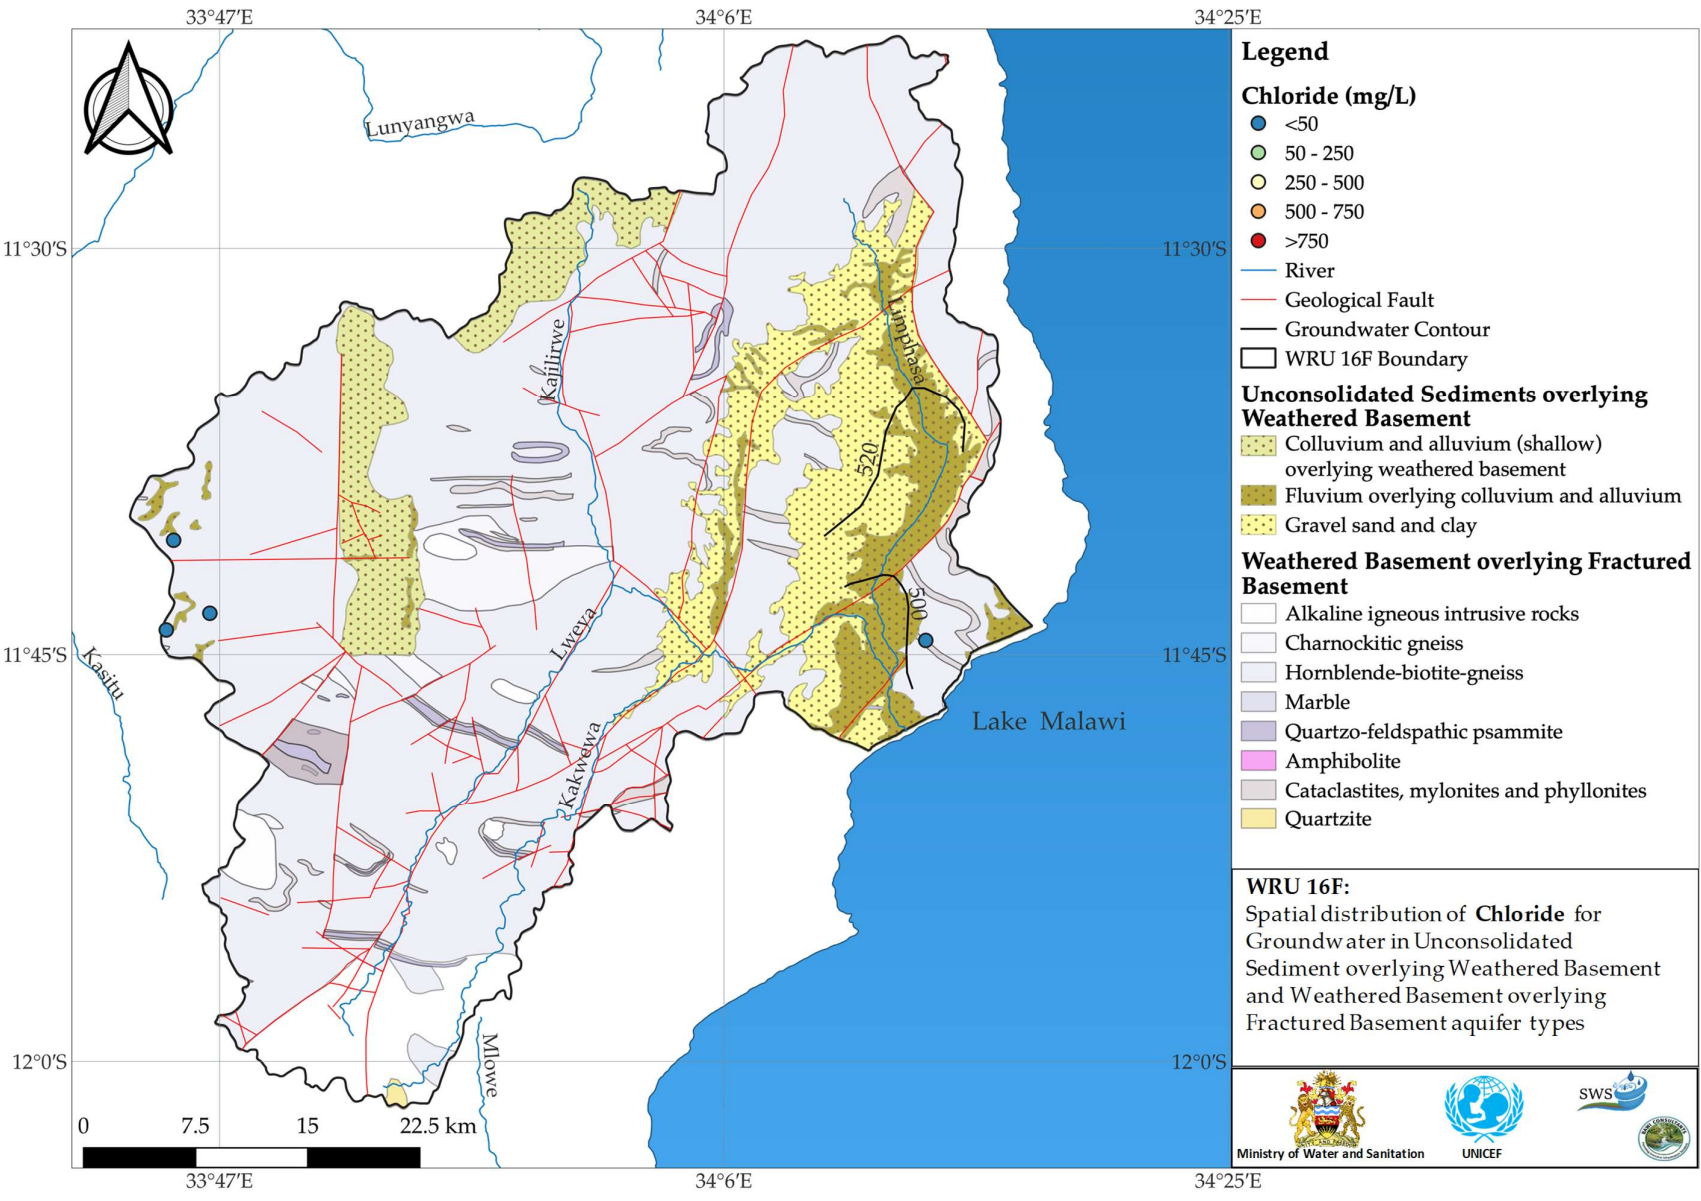 33°47'E
34°6'E
34°25'E
Lunyangwa
11°30'S
11°30'S
Kajilirwe
Limphasa
520
500
Lweya
11°45'S
11°45'S
Kasitu
Kakwewa
Lake Malawi
12°0'S
12°0'S
Mlowe
0 7.5 15 22.5 km
33°47'E
34°6'E
34°25'E
Legend
Chloride (mg/L)
<50
50 - 250
250 - 500
500 - 750
>750
River
Geological Fault
Groundwater Contour
WRU 16F Boundary
Unconsolidated Sediments overlying
Weathered Basement
Colluvium and alluvium (shallow)
overlying weathered basement
Fluvium overlying colluvium and alluvium
Gravel sand and clay
Weathered Basement overlying Fractured
Basement
Alkaline igneous intrusive rocks
Charnockitic gneiss
Hornblende-biotite-gneiss
Marble
Quartzo-feldspathic psammite
Amphibolite
Cataclastites, mylonites and phyllonites
Quartzite
WRU 16F:
Spatial distribution of Chloride for
Groundwater in Unconsolidated
Sediment overlying Weathered Basement
and Weathered Basement overlying
Fractured Basement aquifer types
SWS
Ministry of Water and Sanitation
UNICEF